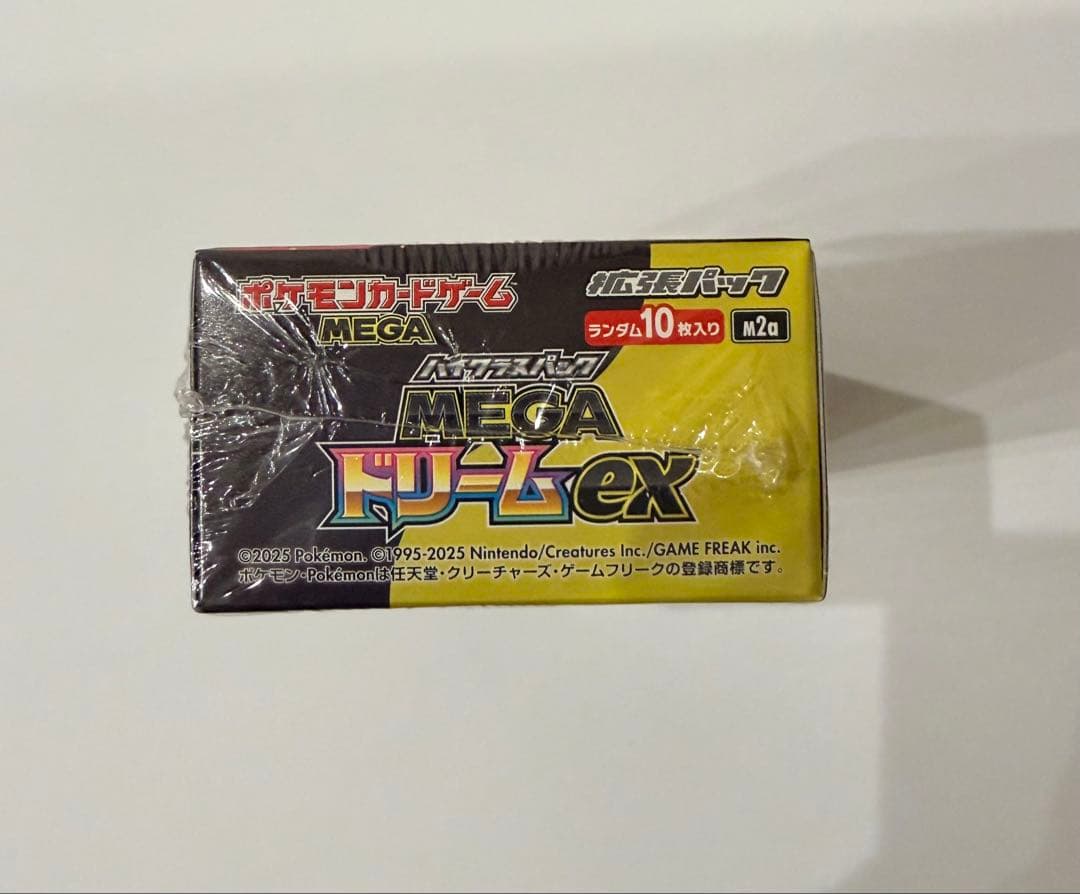 ポケモンカードゲーム
MEGA
拡張パック
ランダム10枚入り
M2a
ハイクラスパック
MEGA
ドリームex
©2025 Pokémon. ©1995-2025 Nintendo/Creatures Inc./GAME FREAK inc.
ポケモン・Pokémonは任天堂・クリーチャーズ・ゲームフリークの登録商標です。